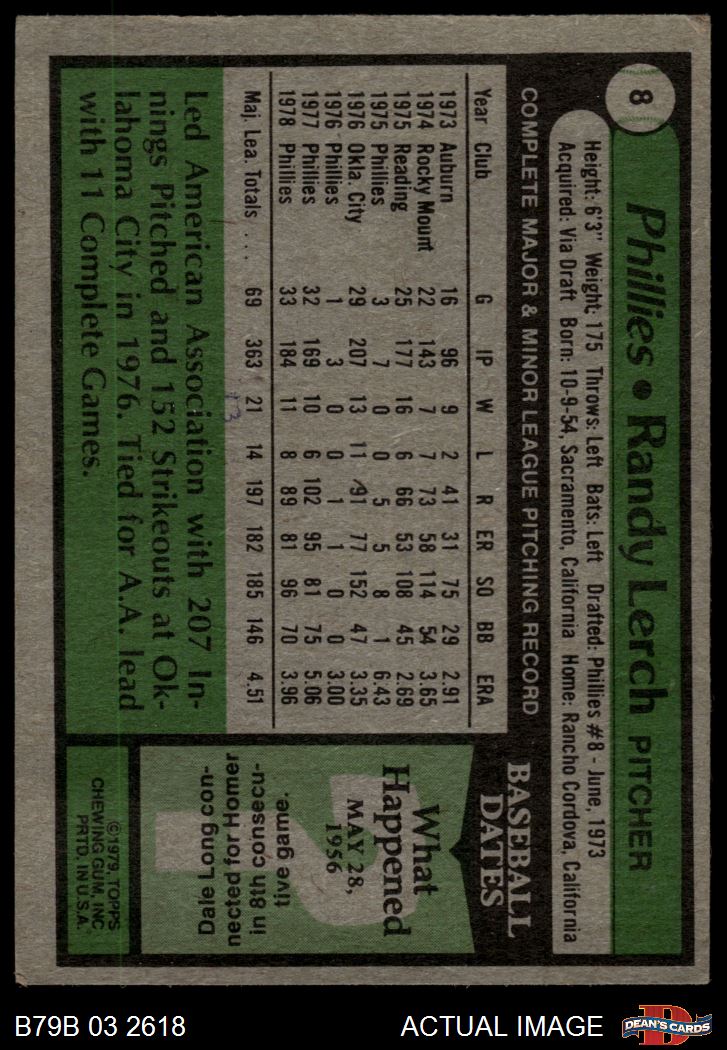 8
Phillies • Randy Lerch PITCHER
Height: 6'3" Weight: 175 Throws: Left Bats: Left Drafted: Phillies #8 - June, 1973
Acquired: Via Draft Born: 10-9-54, Sacramento, California Home: Rancho Cordova, California
COMPLETE MAJOR & MINOR LEAGUE PITCHING RECORD
Year Club G IP W L R ER SO BB ERA
1973 Auburn 16 96 9 2 41 31 75 29 2.91
1974 Rocky Mount 22 143 7 7 73 58 114 54 3.65
1975 Reading 25 177 16 6 66 53 108 45 2.69
1975 Phillies 3 7 0 0 5 5 8 1 6.43
1976 Okla. City 29 207 13 11 91 77 152 47 3.35
1976 Phillies 1 3 0 0 1 1 0 0 3.00
1977 Phillies 32 169 10 6 102 95 81 75 5.06
1978 Phillies 33 184 11 8 89 81 96 70 3.96
Maj. Lea. Totals .... 69 363 21 14 197 182 185 146 4.51
Led American Association with 207 In-
nings Pitched and 152 Strikeouts at Ok-
lahoma City in 1976. Tied for A.A. lead
with 11 Complete Games.
BASEBALL
DATES
What
Happened
MAY 28,
1956
Dale Long con-
nected for Homer
in 8th consecu-
tive game.
©1979, TOPPS
CHEWING GUM, INC
PRTD. IN U.S.A.
B79B 03 2618
ACTUAL IMAGE
D
DEAN'S CARDS